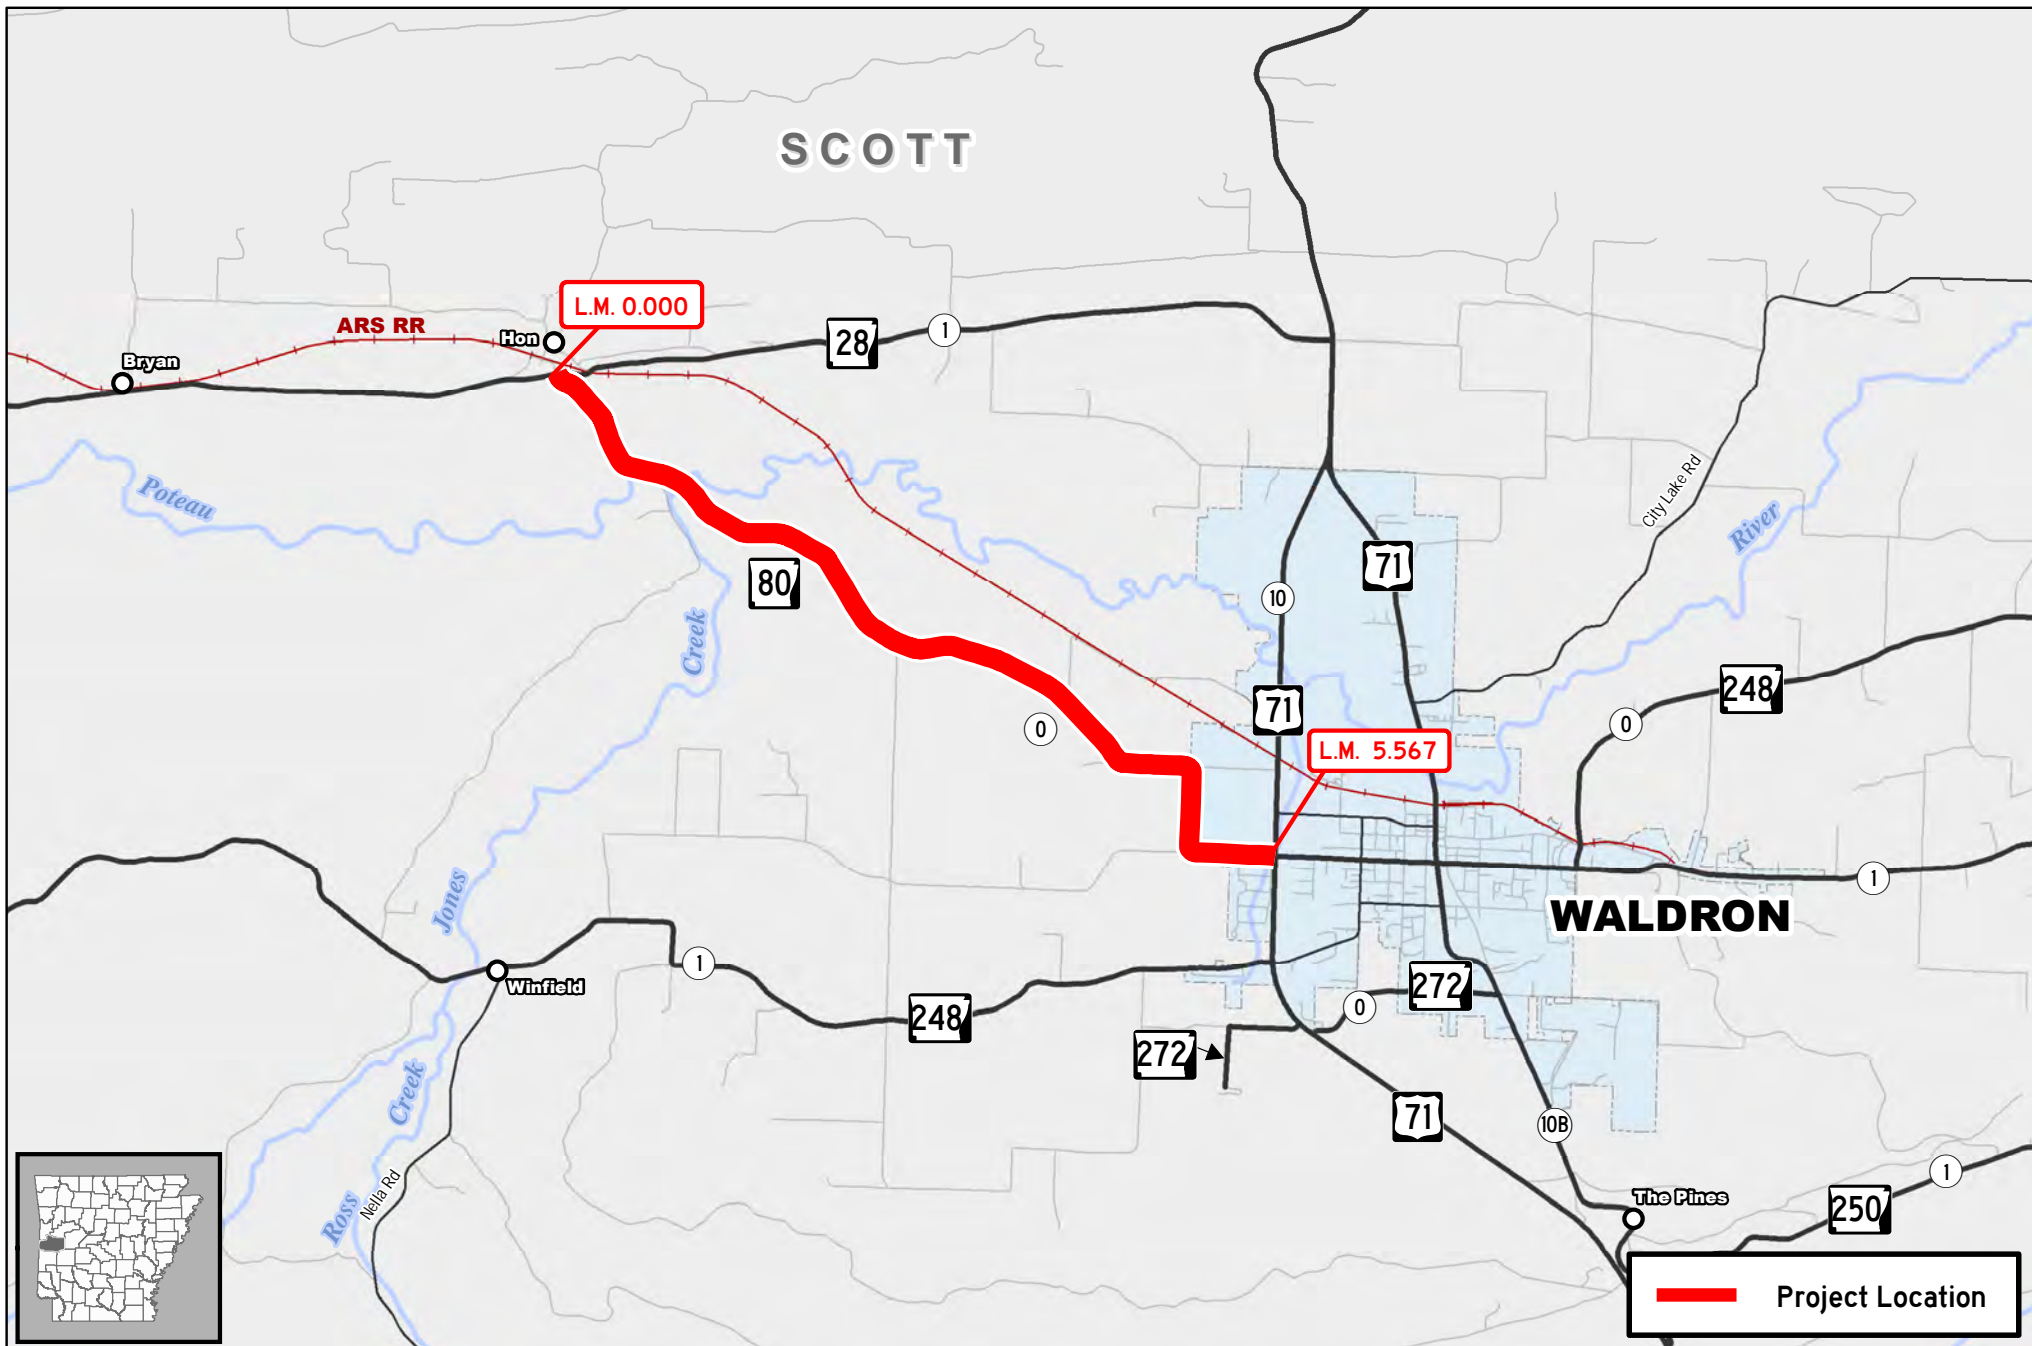 SCOTT
L.M. 0.000
ARS RR
Hon
28
1
Bryan
City Lake Rd
Poteau
River
71
80
10
Creek
248
71
0
0
L.M. 5.567
1
Jones
WALDRON
1
Winfield
272
248
0
272
Creek
71
10B
1
Nella Rd
The Pines
250
Ross
Project Location